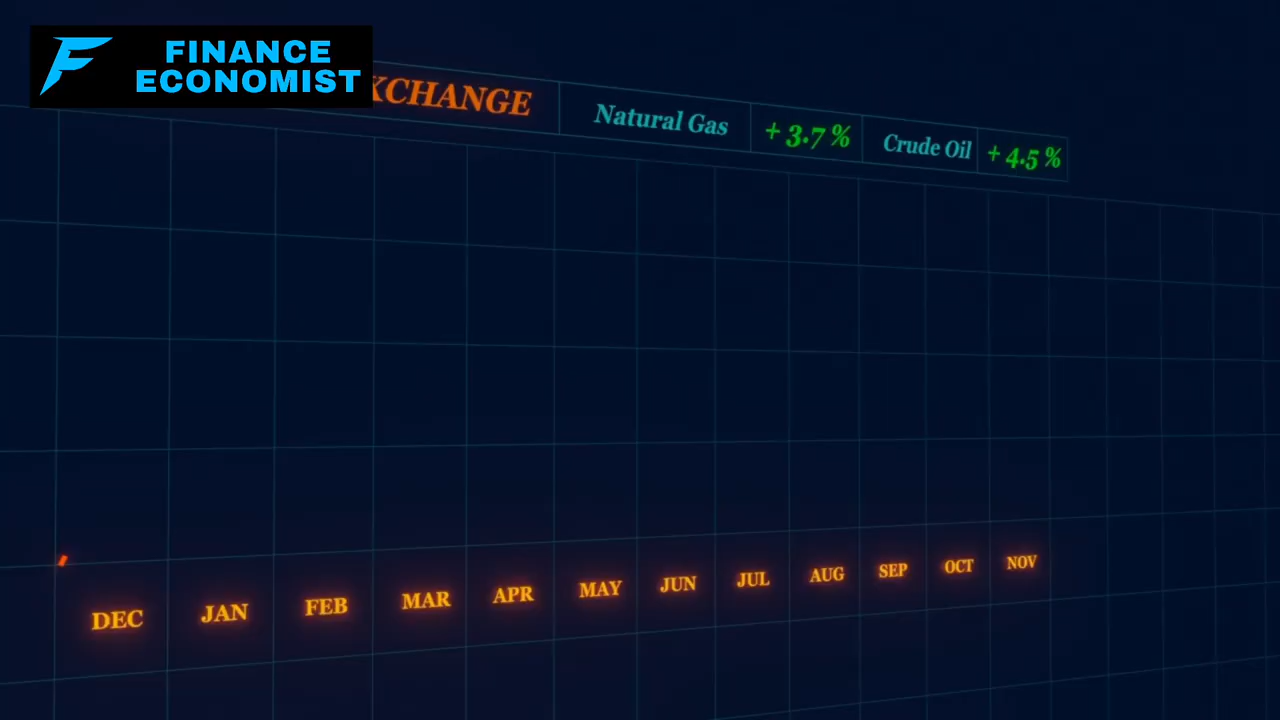 FINANCE
ECONOMIST
XCHANGE
Natural Gas
+ 3.7 %
Crude Oil
+ 4.5 %
DEC
JAN
FEB
MAR
APR
MAY
JUN
JUL
AUG
SEP
OCT
NOV